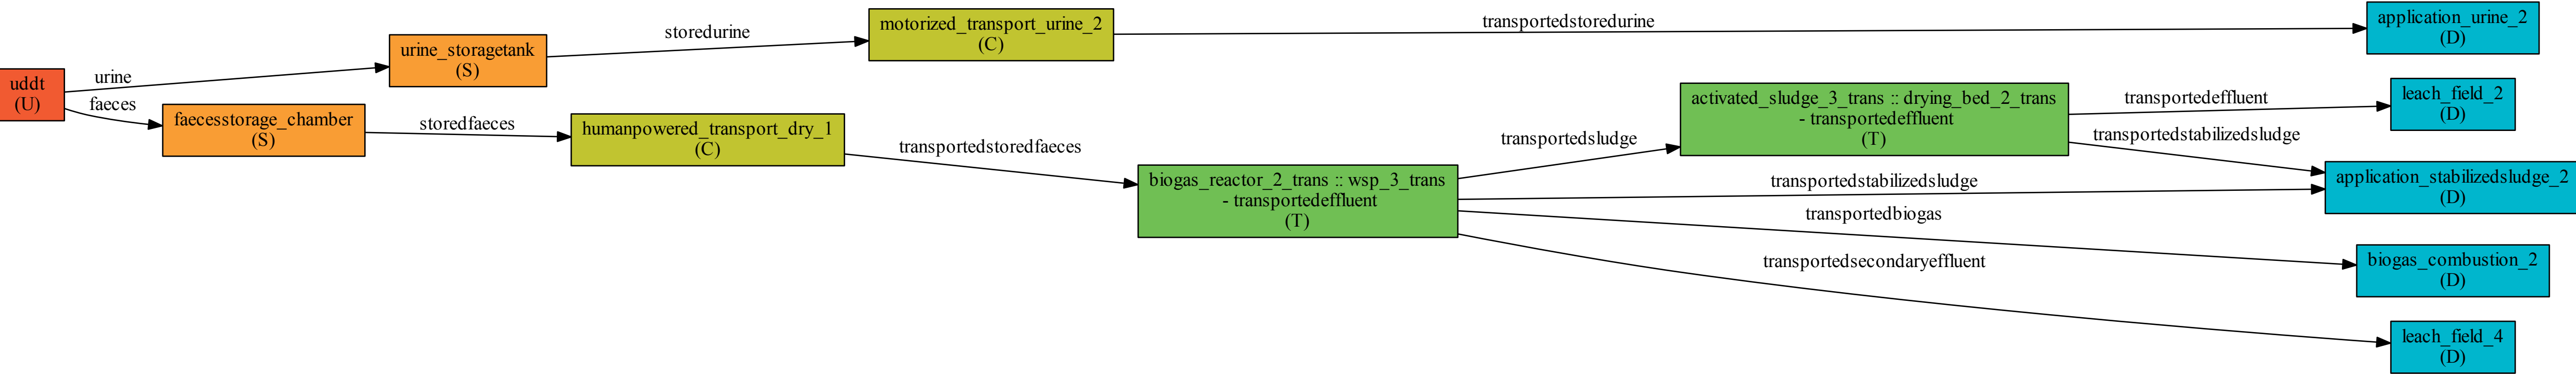 uddt
(U)
urine
faeces
urine_storagetank
(S)
faecesstorage_chamber
(S)
storedurine
storedfaeces
motorized_transport_urine_2
(C)
humanpowered_transport_dry_1
(C)
transportedstoredurine
transportedstoredfaeces
biogas_reactor_2_trans :: wsp_3_trans
- transportedeffluent
(T)
transportedsludge
transportedstabilizedsludge
transportedbiogas
transportedsecondaryeffluent
activated_sludge_3_trans :: drying_bed_2_trans
- transportedeffluent
(T)
transportedeffluent
transportedstabilizedsludge
application_urine_2
(D)
leach_field_2
(D)
application_stabilizedsludge_2
(D)
biogas_combustion_2
(D)
leach_field_4
(D)